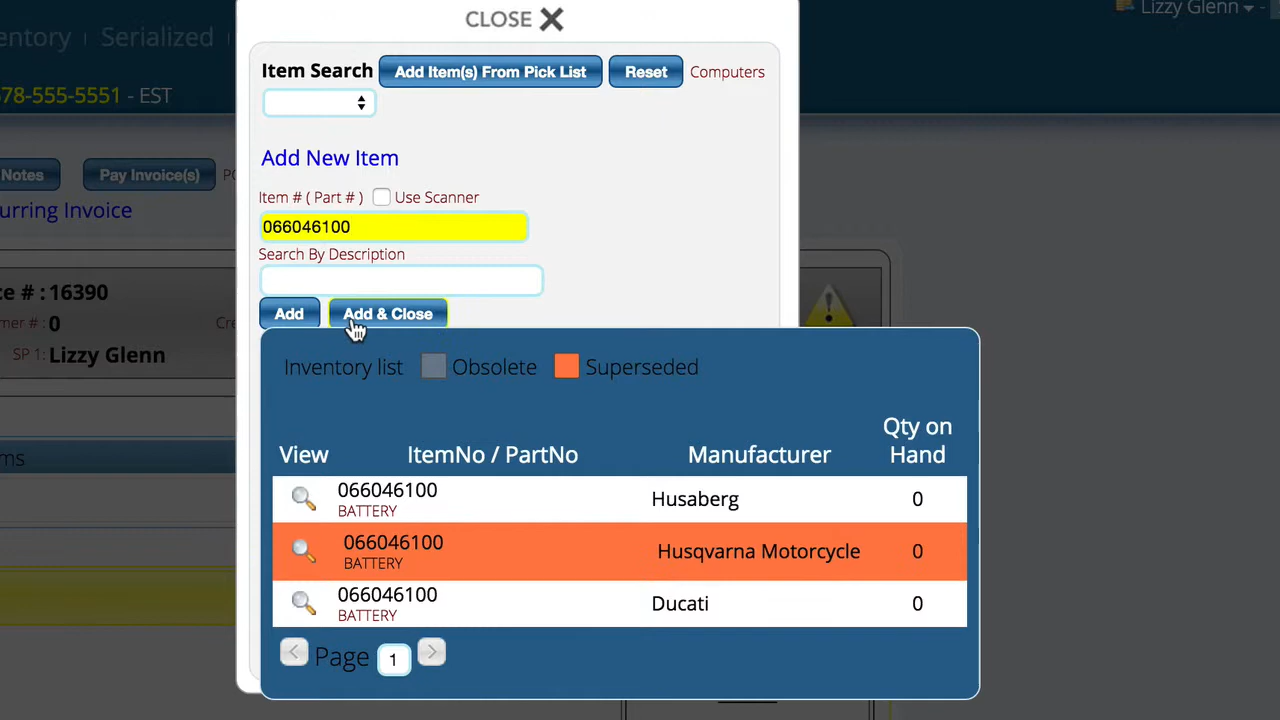 CLOSE
Lizzy Glenn
entory
Serialized
Item Search
Add Item(s) From Pick List
Reset
Computers
78-555-5551 - EST
Add New Item
Notes
Pay Invoice(s)
Item # ( Part # )
Use Scanner
urring Invoice
066046100
Search By Description
ce # : 16390
Add
Add & Close
mer # : 0
SP 1: Lizzy Glenn
Inventory list
Obsolete
Superseded
View
ItemNo / PartNo
Manufacturer
Qty on
Hand
ms
066046100
BATTERY
Husaberg
0
066046100
BATTERY
Husqvarna Motorcycle
0
066046100
BATTERY
Ducati
0
Page 1